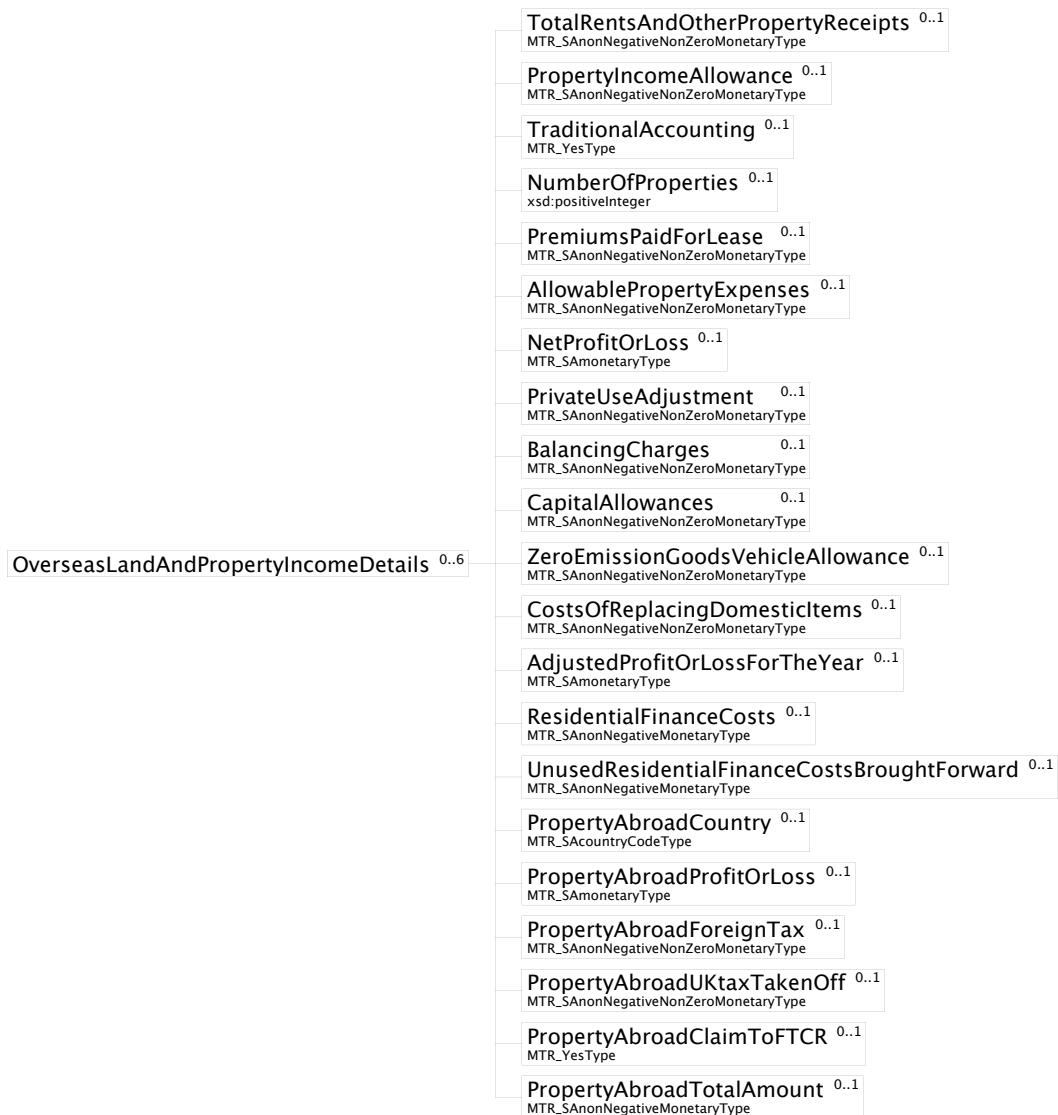 TotalRentsAndOtherPropertyReceipts 0..1
MTR_SAnonNegativeNonZeroMonetaryType
PropertyIncomeAllowance 0..1
MTR_SAnonNegativeNonZeroMonetaryType
TraditionalAccounting 0..1
MTR_YesType
NumberOfProperties 0..1
xsd:positiveInteger
PremiumsPaidForLease 0..1
MTR_SAnonNegativeNonZeroMonetaryType
AllowablePropertyExpenses 0..1
MTR_SAnonNegativeNonZeroMonetaryType
NetProfitOrLoss 0..1
MTR_SAmonetaryType
PrivateUseAdjustment 0..1
MTR_SAnonNegativeNonZeroMonetaryType
BalancingCharges 0..1
MTR_SAnonNegativeNonZeroMonetaryType
CapitalAllowances 0..1
MTR_SAnonNegativeNonZeroMonetaryType
OverseasLandAndPropertyIncomeDetails 0..6
ZeroEmissionGoodsVehicleAllowance 0..1
MTR_SAnonNegativeNonZeroMonetaryType
CostsOfReplacingDomesticItems 0..1
MTR_SAnonNegativeNonZeroMonetaryType
AdjustedProfitOrLossForTheYear 0..1
MTR_SAmonetaryType
ResidentialFinanceCosts 0..1
MTR_SAnonNegativeMonetaryType
UnusedResidentialFinanceCostsBroughtForward 0..1
MTR_SAnonNegativeMonetaryType
PropertyAbroadCountry 0..1
MTR_SAcountryCodeType
PropertyAbroadProfitOrLoss 0..1
MTR_SAmonetaryType
PropertyAbroadForeignTax 0..1
MTR_SAnonNegativeNonZeroMonetaryType
PropertyAbroadUKtaxTakenOff 0..1
MTR_SAnonNegativeNonZeroMonetaryType
PropertyAbroadClaimToFTCR 0..1
MTR_YesType
PropertyAbroadTotalAmount 0..1
MTR_SAnonNegativeMonetaryType